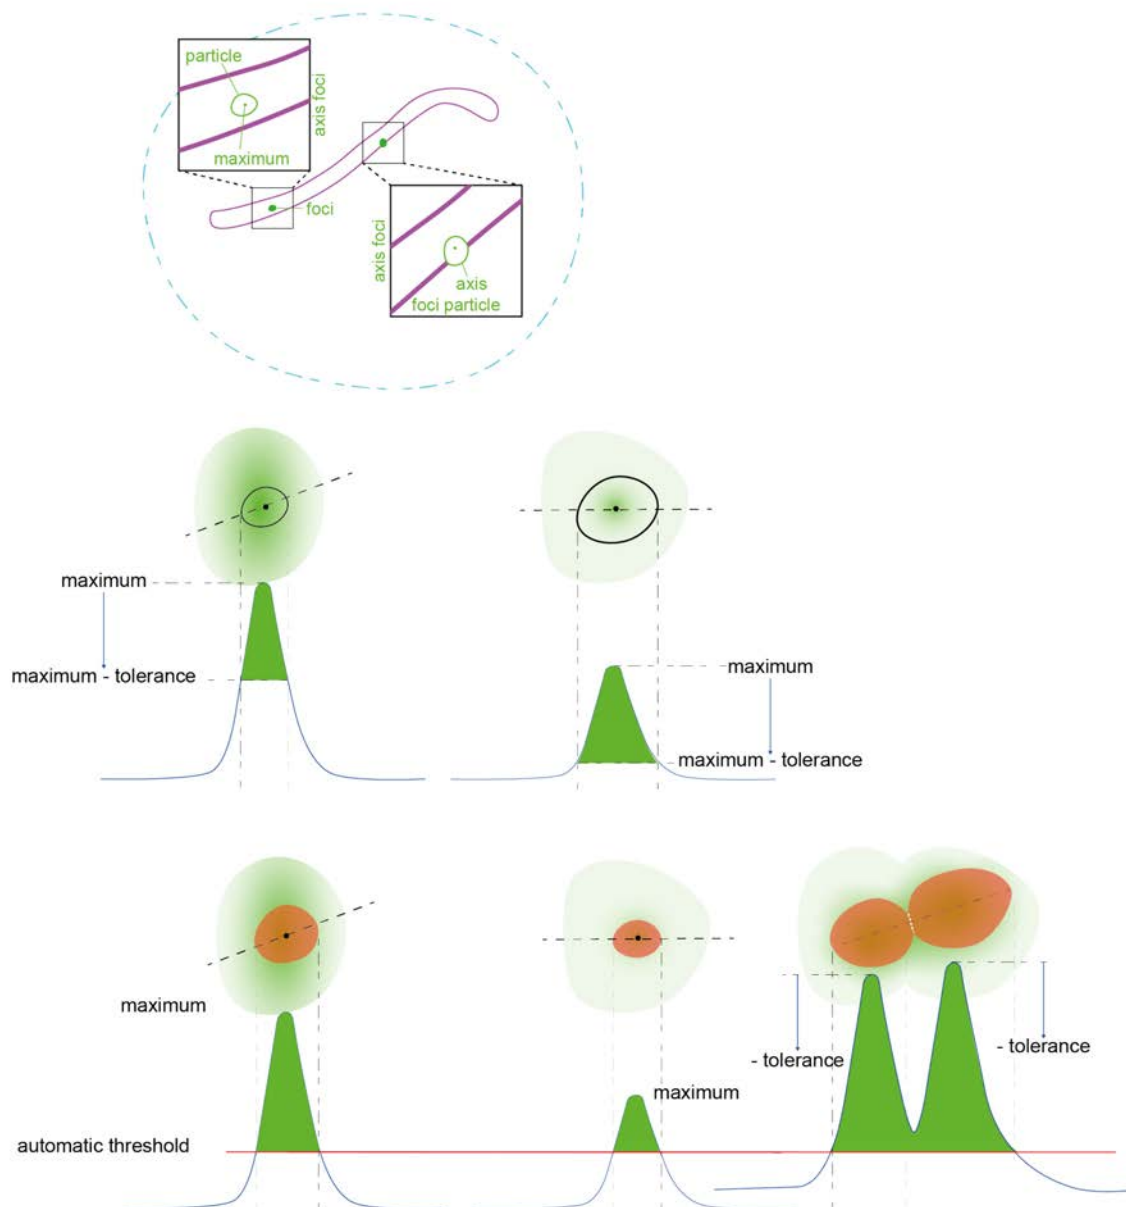 particle
axis foci
maximum
foci
axis foci
axis
foci particle
maximum
maximum - tolerance
maximum
maximum - tolerance
maximum
- tolerance
- tolerance
maximum
automatic threshold